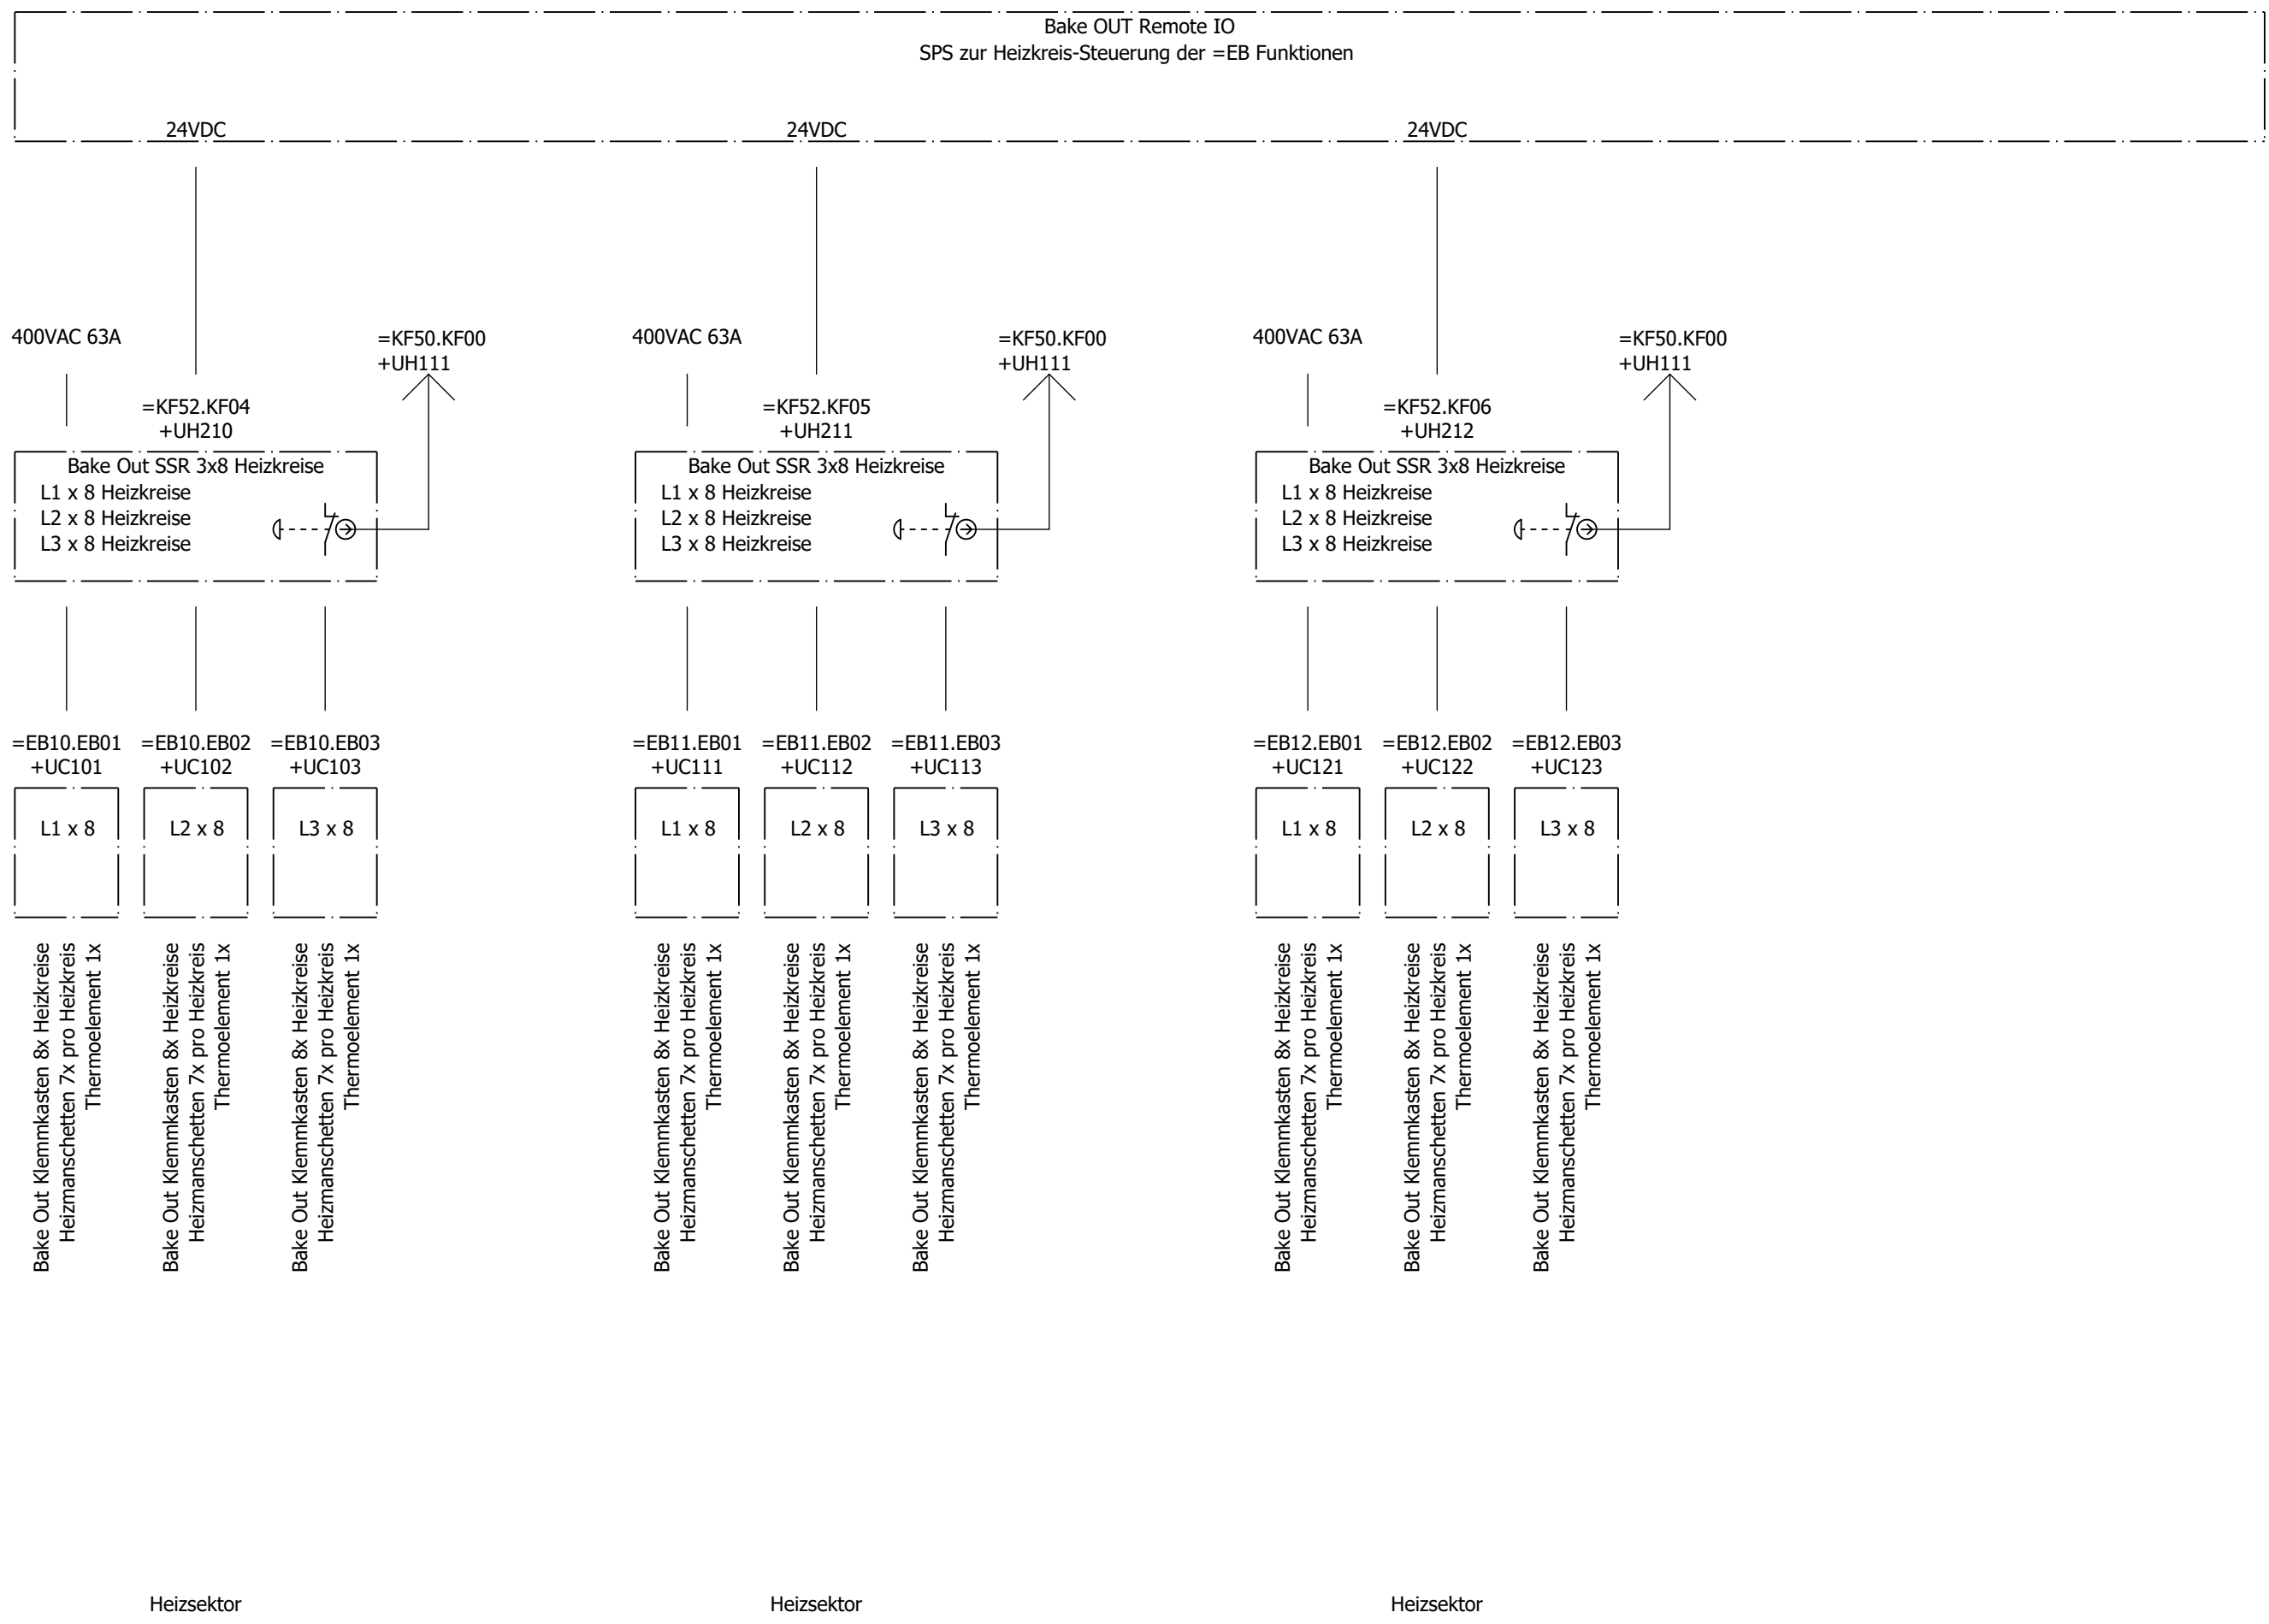 Bake OUT Remote IO
SPS zur Heizkreis-Steuerung der =EB Funktionen
24VDC
24VDC
24VDC
400VAC 63A
=KF50.KF00
+UH111
=KF52.KF04
+UH210
Bake Out SSR 3x8 Heizkreise
L1 x 8 Heizkreise
L2 x 8 Heizkreise
L3 x 8 Heizkreise
400VAC 63A
=KF50.KF00
+UH111
=KF52.KF05
+UH211
Bake Out SSR 3x8 Heizkreise
L1 x 8 Heizkreise
L2 x 8 Heizkreise
L3 x 8 Heizkreise
400VAC 63A
=KF50.KF00
+UH111
=KF52.KF06
+UH212
Bake Out SSR 3x8 Heizkreise
L1 x 8 Heizkreise
L2 x 8 Heizkreise
L3 x 8 Heizkreise
=EB10.EB01
+UC101
L1 x 8
Bake Out Klemmkasten 8x Heizkreise
Heizmanschetten 7x pro Heizkreis
Thermoelement 1x
=EB10.EB02
+UC102
L2 x 8
Bake Out Klemmkasten 8x Heizkreise
Heizmanschetten 7x pro Heizkreis
Thermoelement 1x
=EB10.EB03
+UC103
L3 x 8
Bake Out Klemmkasten 8x Heizkreise
Heizmanschetten 7x pro Heizkreis
Thermoelement 1x
=EB11.EB01
+UC111
L1 x 8
Bake Out Klemmkasten 8x Heizkreise
Heizmanschetten 7x pro Heizkreis
Thermoelement 1x
=EB11.EB02
+UC112
L2 x 8
Bake Out Klemmkasten 8x Heizkreise
Heizmanschetten 7x pro Heizkreis
Thermoelement 1x
=EB11.EB03
+UC113
L3 x 8
Bake Out Klemmkasten 8x Heizkreise
Heizmanschetten 7x pro Heizkreis
Thermoelement 1x
=EB12.EB01
+UC121
L1 x 8
Bake Out Klemmkasten 8x Heizkreise
Heizmanschetten 7x pro Heizkreis
Thermoelement 1x
=EB12.EB02
+UC122
L2 x 8
Bake Out Klemmkasten 8x Heizkreise
Heizmanschetten 7x pro Heizkreis
Thermoelement 1x
=EB12.EB03
+UC123
L3 x 8
Bake Out Klemmkasten 8x Heizkreise
Heizmanschetten 7x pro Heizkreis
Thermoelement 1x
Heizsektor
Heizsektor
Heizsektor